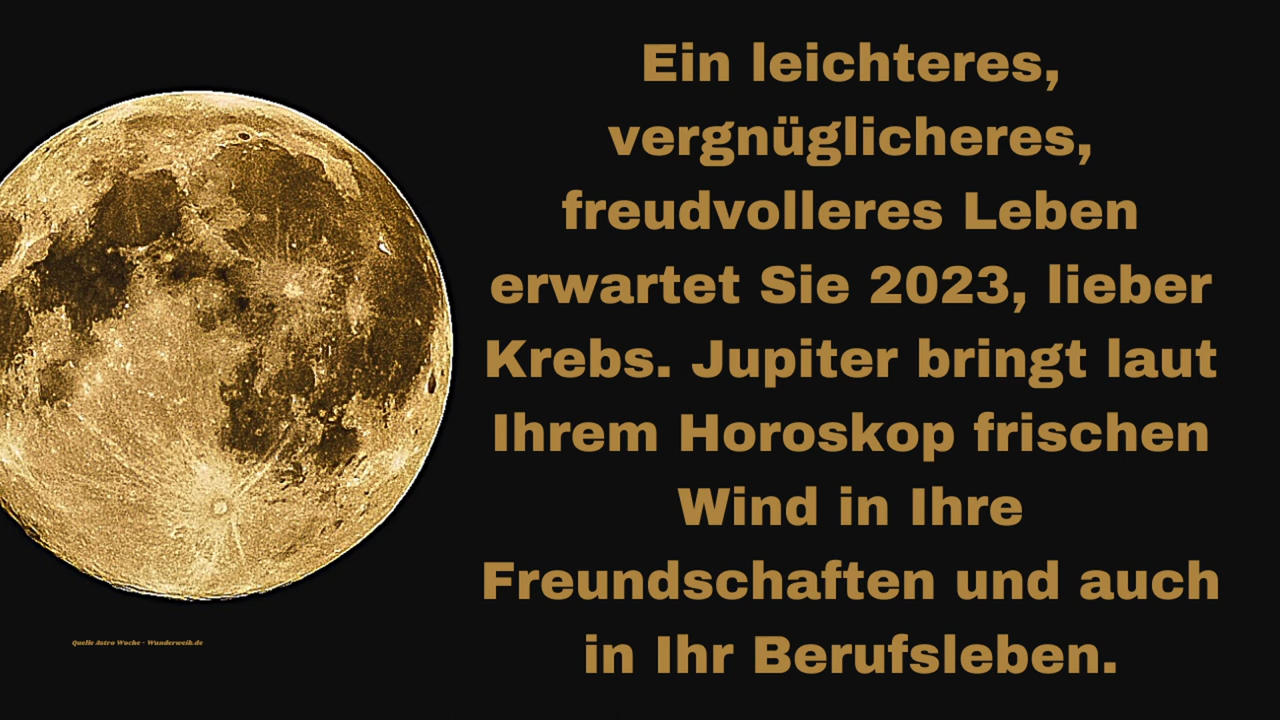 Ein leichteres,
vergnüglicheres,
freudvolleres Leben
erwartet Sie 2023, lieber
Krebs. Jupiter bringt laut
Ihrem Horoskop frischen
Wind in Ihre
Freundschaften und auch
in Ihr Berufsleben.
Quelle Astro Woche - Wunderweib.de